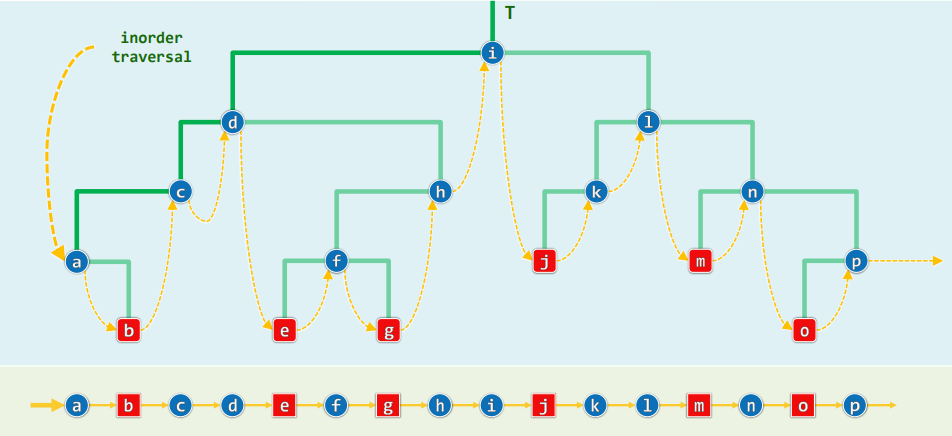 T
inorder
traversal
i
d l
c h k n
a f j m p
b e g o
a b c d e f g h i j k l m n o p